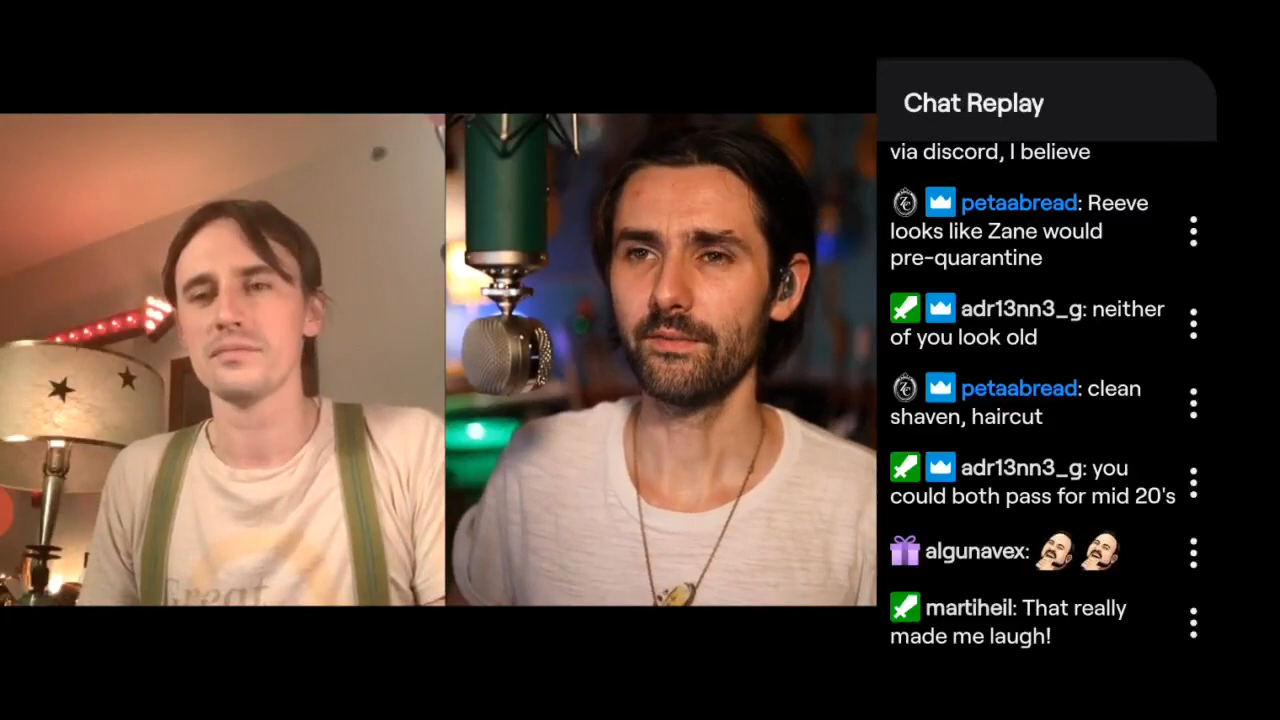 Chat Replay
via discord, I believe
petaabread: Reeve
looks like Zane would
pre-quarantine
adr13nn3_g: neither
of you look old
petaabread: clean
shaven, haircut
adr13nn3_g: you
could both pass for mid 20's
algunavex:
martiheil: That really
made me laugh!
Great